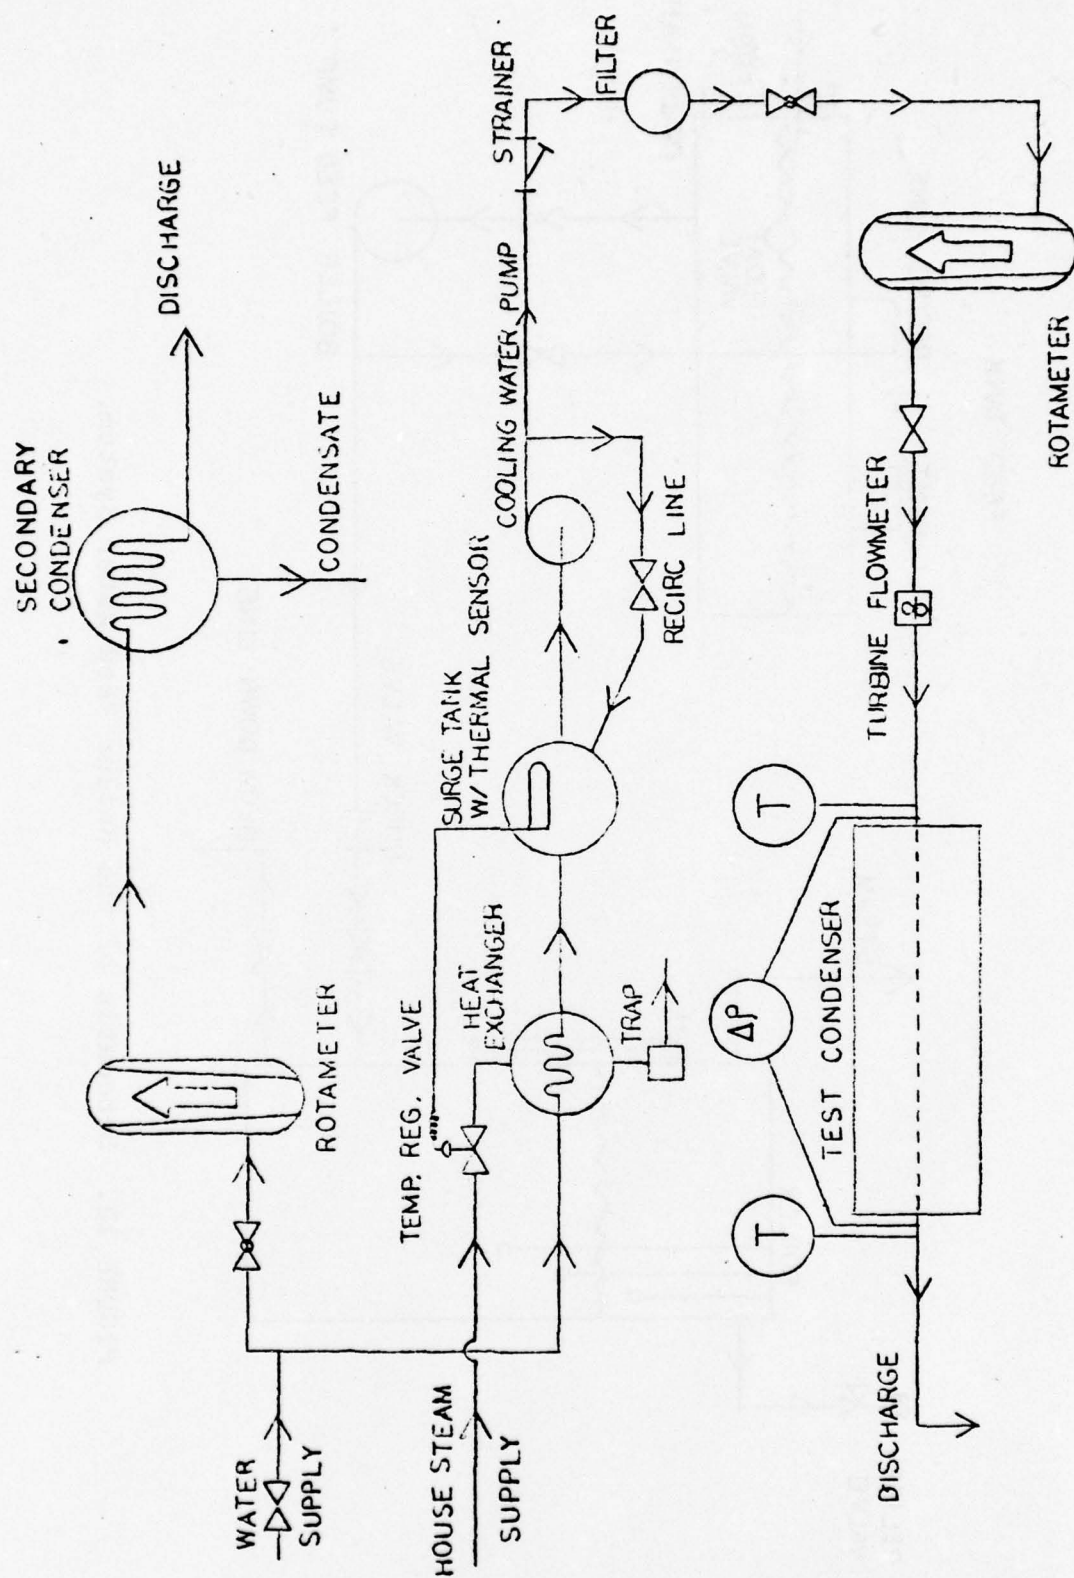 SECONDARY
CONDENSER
DISCHARGE
CONDENSATE
ROTAMETER
WATER
SUPPLY
TEMP. REG. VALVE
HEAT
EXCHANGER
SURGE TANK
W/ THERMAL SENSOR
COOLING WATER PUMP
STRAINER
FILTER
HOUSE STEAM
SUPPLY
TRAP
RECIRC LINE
T
ΔP
T
TEST CONDENSER
TURBINE FLOWMETER
ROTAMETER
DISCHARGE